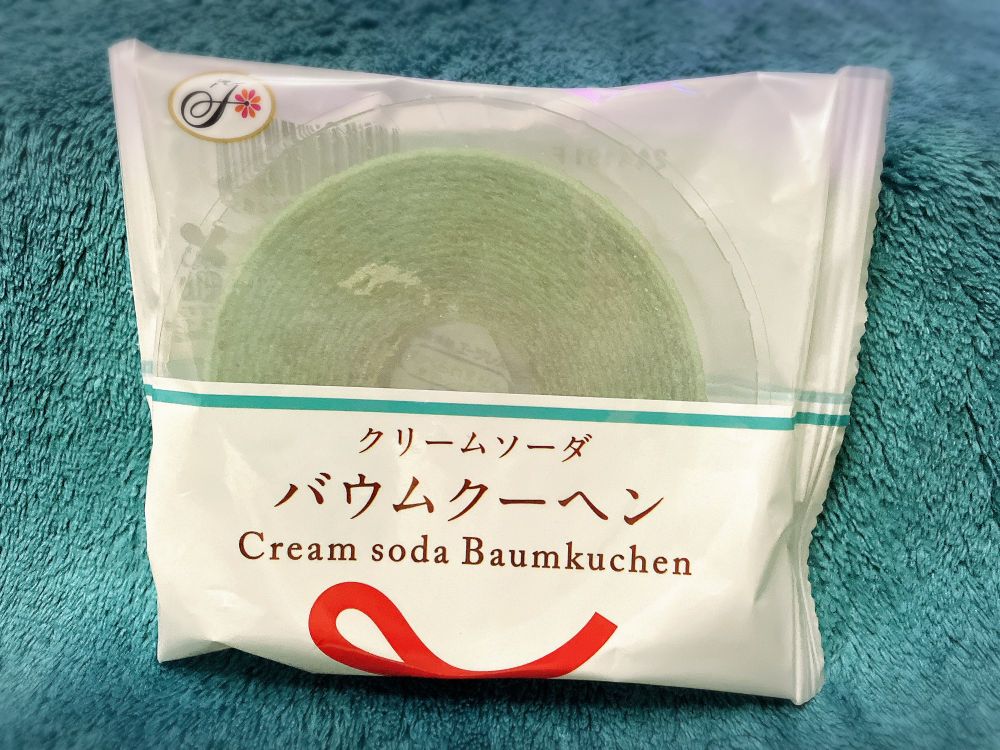 クリームソーダ
バウムクーヘン
Cream soda Baumkuchen